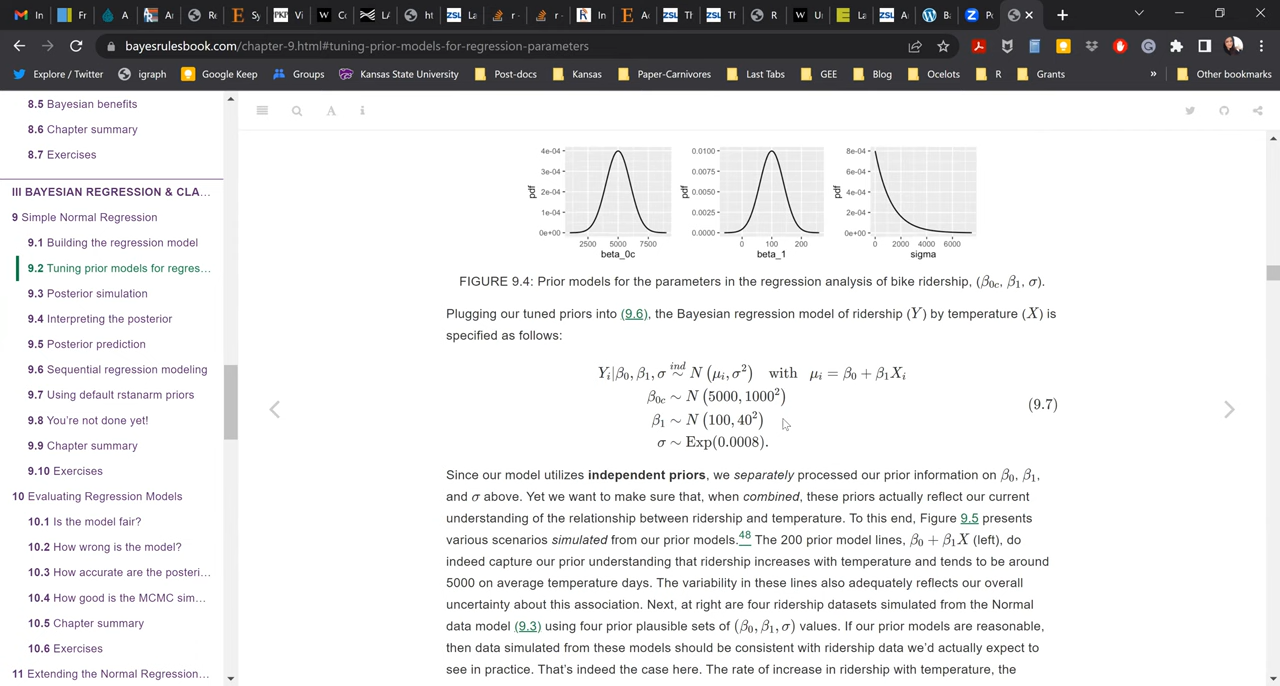 In
Fr
A
In
Re
Sy
Vi
Co
LA
ht
La
r -
r -
In
Ac
Th
Th
R
Ur
La
Ac
Ba
Po
bayesrulesbook.com/chapter-9.html#tuning-prior-models-for-regression-parameters
Explore / Twitter
igraph
Google Keep
Groups
Kansas State University
Post-docs
Kansas
Paper-Carnivores
Last Tabs
GEE
Blog
Ocelots
R
Grants
»
Other bookmarks
8.5 Bayesian benefits
8.6 Chapter summary
8.7 Exercises
III BAYESIAN REGRESSION & CLA...
9 Simple Normal Regression
9.1 Building the regression model
9.2 Tuning prior models for regres...
9.3 Posterior simulation
9.4 Interpreting the posterior
9.5 Posterior prediction
9.6 Sequential regression modeling
9.7 Using default rstanarm priors
9.8 You're not done yet!
9.9 Chapter summary
9.10 Exercises
10 Evaluating Regression Models
10.1 Is the model fair?
10.2 How wrong is the model?
10.3 How accurate are the posteri...
10.4 How good is the MCMC sim...
10.5 Chapter summary
10.6 Exercises
11 Extending the Normal Regression...
4e-04
3e-04
2e-04
1e-04
0e+00
pdf
2500 5000 7500
beta_0c
0.0100
0.0075
0.0050
0.0025
0.0000
pdf
0 100 200
beta_1
8e-04
6e-04
4e-04
2e-04
0e+00
pdf
0 2000 4000 6000
sigma
FIGURE 9.4: Prior models for the parameters in the regression analysis of bike ridership, (β0c, β1, σ).
Plugging our tuned priors into (9.6), the Bayesian regression model of ridership (Y) by temperature (X) is
specified as follows:
Yi|β0, β1, σ ind ~ N (μi, σ²) with μi = β0 + β1Xi
β0c ~ N (5000, 1000²)
(9.7)
β1 ~ N (100, 40²)
σ ~ Exp(0.0008).
Since our model utilizes independent priors, we separately processed our prior information on β0, β1,
and σ above. Yet we want to make sure that, when combined, these priors actually reflect our current
understanding of the relationship between ridership and temperature. To this end, Figure 9.5 presents
various scenarios simulated from our prior models.48 The 200 prior model lines, β0 + β1X (left), do
indeed capture our prior understanding that ridership increases with temperature and tends to be around
5000 on average temperature days. The variability in these lines also adequately reflects our overall
uncertainty about this association. Next, at right are four ridership datasets simulated from the Normal
data model (9.3) using four prior plausible sets of (β0, β1, σ) values. If our prior models are reasonable,
then data simulated from these models should be consistent with ridership data we'd actually expect to
see in practice. That's indeed the case here. The rate of increase in ridership with temperature, the